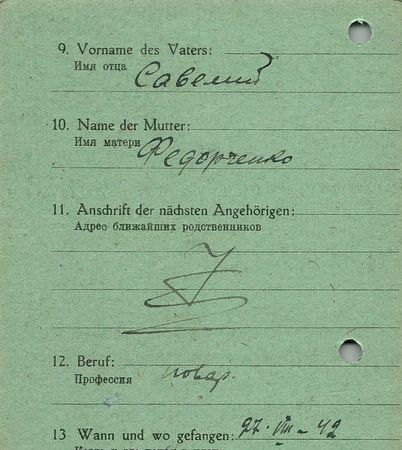 9. Vorname des Vaters:
Имя отца
Савелий
10. Name der Mutter:
Имя матери
Федорченко
11. Anschrift der nächsten Angehörigen:
Адрес ближайших родственников
12. Beruf:
Профессия повар.
13 Wann und wo gefangen: 27. VIII – 42